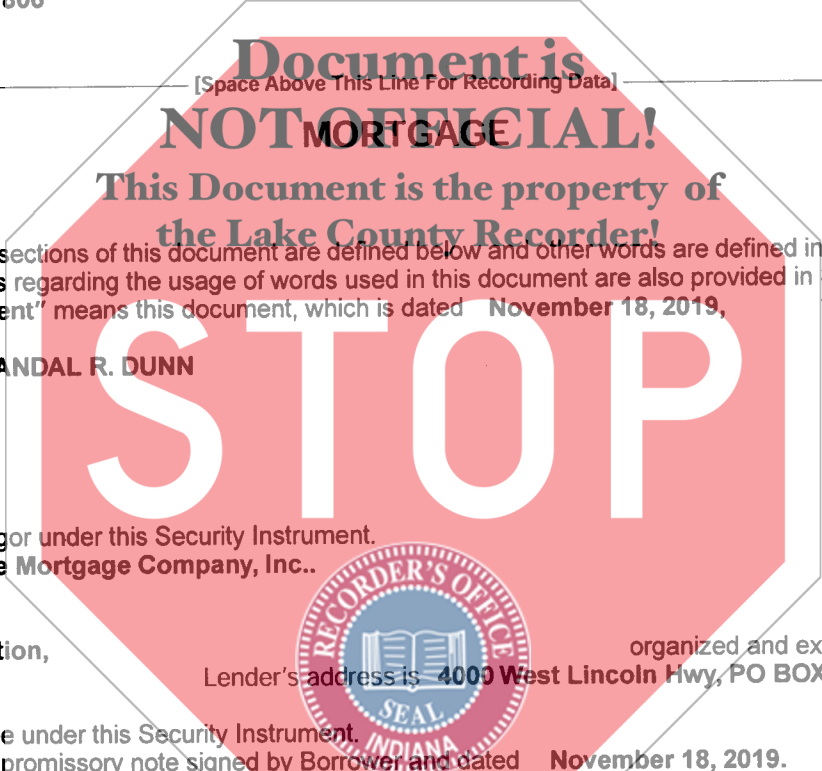 806
Document is
[Space Above This Line For Recording Data]
NOT OFFICIAL!
MORTGAGE
This Document is the property of
the Lake County Recorder!
sections of this document are defined below and other words are defined in
s regarding the usage of words used in this document are also provided in
ent" means this document, which is dated November 18, 2019,
ANDAL R. DUNN
STOP
gor under this Security Instrument.
e Mortgage Company, Inc..
RECORDER'S OFFICE
tion, organized and ex
Lender's address is 4000 West Lincoln Hwy, PO BOX
SEAL
e under this Security Instrument.
INDIANA
promissory note signed by Borrower and dated November 18, 2019.